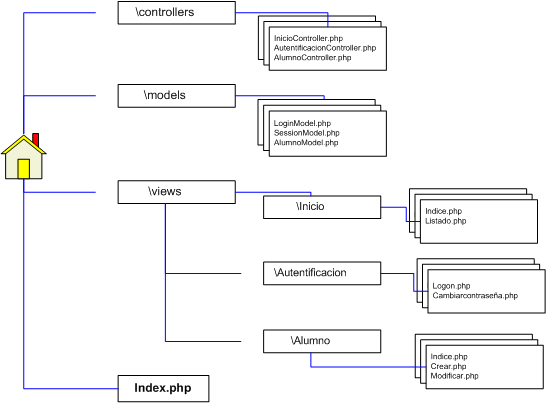 \controllers
InicioController.php
AutentificacionController.php
AlumnoController.php
\models
LoginModel.php
SessionModel.php
AlumnoModel.php
\views
\Inicio
Indice.php
Listado.php
\Autentificacion
Logon.php
Cambiarcontraseña.php
\Alumno
Indice.php
Crear.php
Modificar.php
Index.php